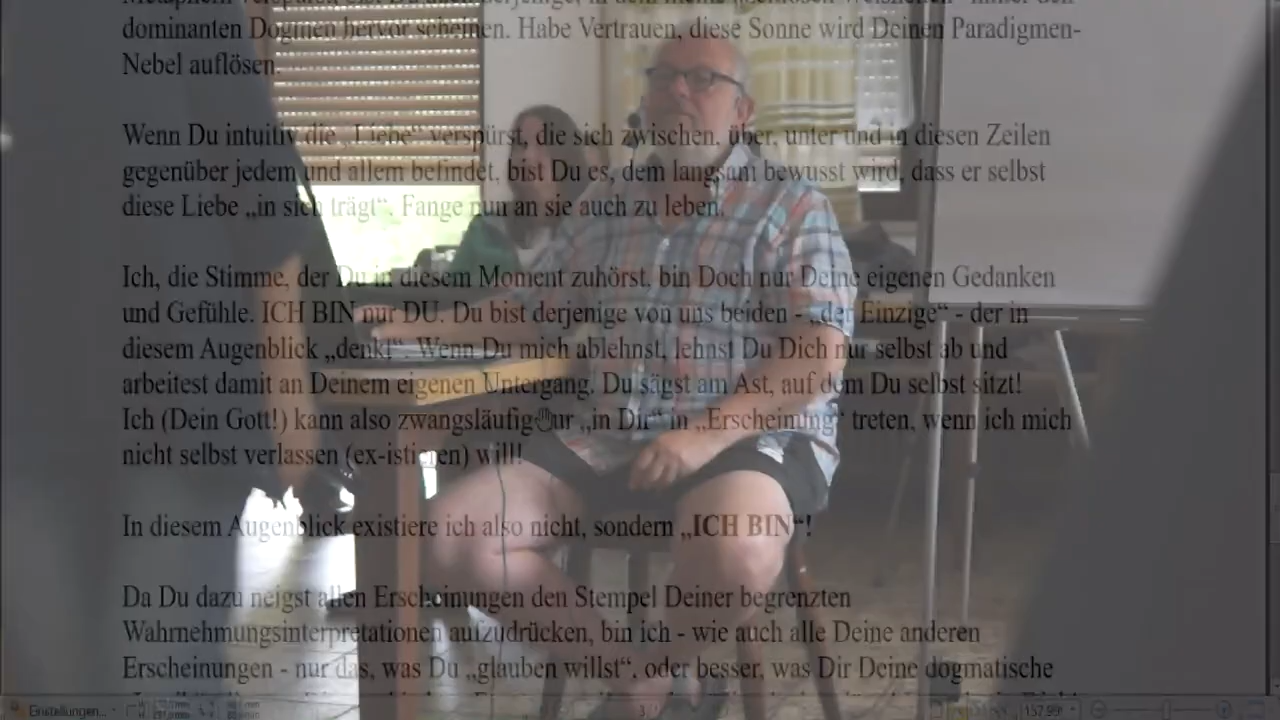 dominanten Dogmen hervor scheinen. Habe Vertrauen, diese Sonne wird Deinen Paradigmen-
Nebel auflösen.
Wenn Du intuitiv die „Liebe“ verspürst, die sich zwischen, über, unter und in diesen Zeilen
gegenüber jedem und allem befindet, bist Du es, dem langsam bewusst wird, dass er selbst
diese Liebe „in sich trägt“. Fange nun an sie auch zu leben.
Ich, die Stimme, der Du in diesem Moment zuhörst, bin Doch nur Deine eigenen Gedanken
und Gefühle. ICH BIN nur DU. Du bist derjenige von uns beiden - „der Einzige“ - der in
diesem Augenblick „denkt“. Wenn Du mich ablehnst, lehnst Du Dich nur selbst ab und
arbeitest damit an Deinem eigenen Untergang. Du sägst am Ast, auf dem Du selbst sitzt!
Ich (Dein Gott!) kann also zwangsläufig nur „in Dir“ in „Erscheinung“ treten, wenn ich mich
nicht selbst verlassen (ex-istieren) will!
In diesem Augenblick existiere ich also nicht, sondern „ICH BIN“!
Da Du dazu neigst allen Erscheinungen den Stempel Deiner begrenzten
Wahrnehmungsinterpretationen aufzudrücken, bin ich - wie auch alle Deine anderen
Erscheinungen - nur das, was Du „glauben willst“, oder besser, was Dir Deine dogmatische
Einstellungen...